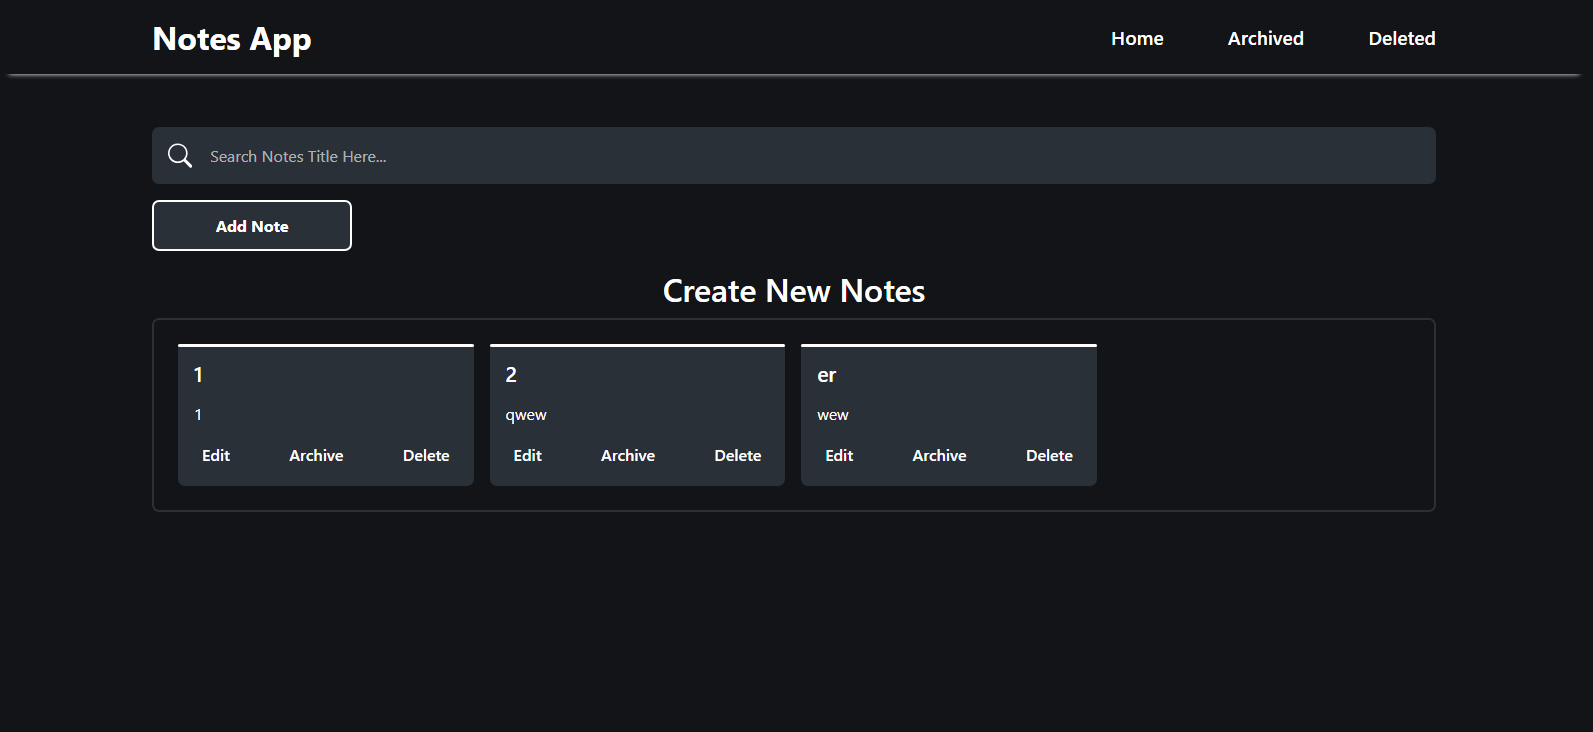 Notes App Home Archived Deleted
Search Notes Title Here...
Add Note
Create New Notes
1
1
Edit Archive Delete
2
qwew
Edit Archive Delete
er
wew
Edit Archive Delete